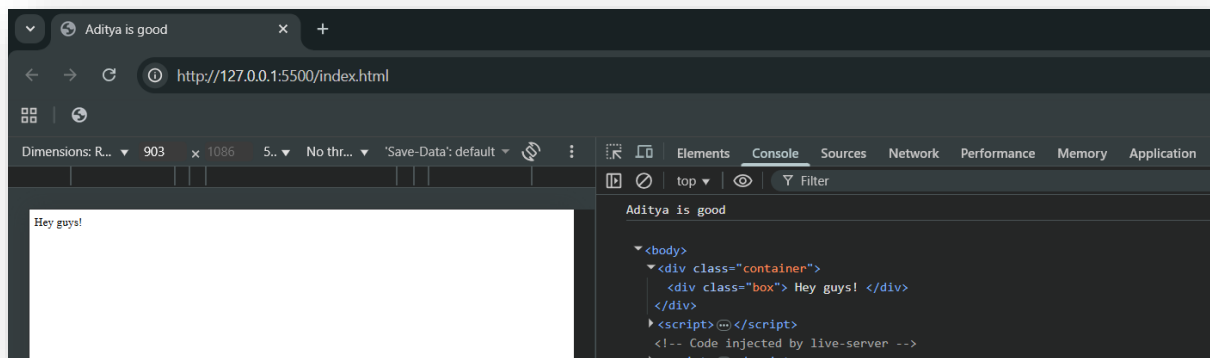 Aditya is good
http://127.0.0.1:5500/index.html
Dimensions: R... 903 × 1086 5.. No thr... 'Save-Data': default
Elements Console Sources Network Performance Memory Application
top Filter
Hey guys!
Aditya is good
<body>
<div class="container">
<div class="box"> Hey guys! </div>
</div>
<script>…</script>
<!-- Code injected by live-server -->